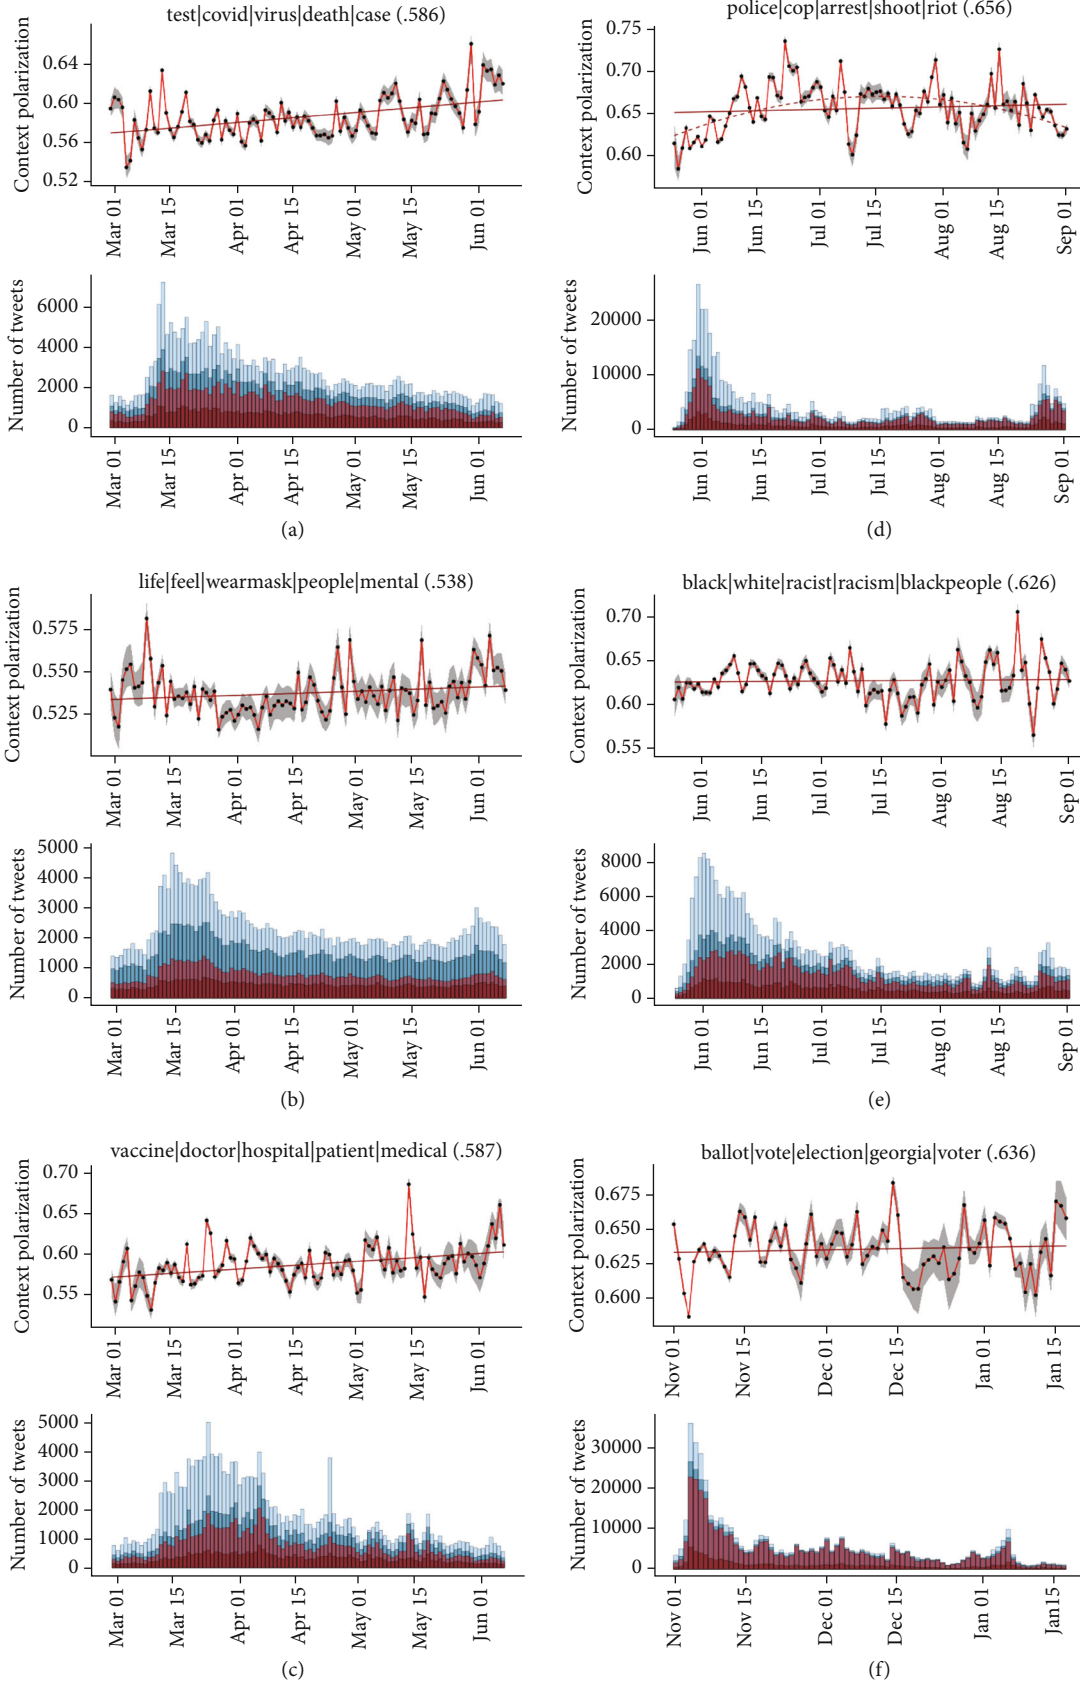 test|covid|virus|death|case (.586)
Context polarization
0.64
0.60
0.56
0.52
Mar 01
Mar 15
Apr 01
Apr 15
May 01
May 15
Jun 01
Number of tweets
6000
4000
2000
0
Mar 01
Mar 15
Apr 01
Apr 15
May 01
May 15
Jun 01
(a)
police|cop|arrest|shoot|riot (.656)
Context polarization
0.75
0.70
0.65
0.60
Jun 01
Jun 15
Jul 01
Jul 15
Aug 01
Aug 15
Sep 01
Number of tweets
20000
10000
0
Jun 01
Jun 15
Jul 01
Jul 15
Aug 01
Aug 15
Sep 01
(d)
life|feel|wearmask|people|mental (.538)
Context polarization
0.575
0.550
0.525
Mar 01
Mar 15
Apr 01
Apr 15
May 01
May 15
Jun 01
Number of tweets
5000
4000
3000
2000
1000
0
Mar 01
Mar 15
Apr 01
Apr 15
May 01
May 15
Jun 01
(b)
black|white|racist|racism|blackpeople (.626)
Context polarization
0.70
0.65
0.60
0.55
Jun 01
Jun 15
Jul 01
Jul 15
Aug 01
Aug 15
Sep 01
Number of tweets
8000
6000
4000
2000
0
Jun 01
Jun 15
Jul 01
Jul 15
Aug 01
Aug 15
Sep 01
(e)
vaccine|doctor|hospital|patient|medical (.587)
Context polarization
0.70
0.65
0.60
0.55
Mar 01
Mar 15
Apr 01
Apr 15
May 01
May 15
Jun 01
Number of tweets
5000
4000
3000
2000
1000
0
Mar 01
Mar 15
Apr 01
Apr 15
May 01
May 15
Jun 01
(c)
ballot|vote|election|georgia|voter (.636)
Context polarization
0.675
0.650
0.625
0.600
Nov 01
Nov 15
Dec 01
Dec 15
Jan 01
Jan 15
Number of tweets
30000
20000
10000
0
Nov 01
Nov 15
Dec 01
Dec 15
Jan 01
Jan15
(f)